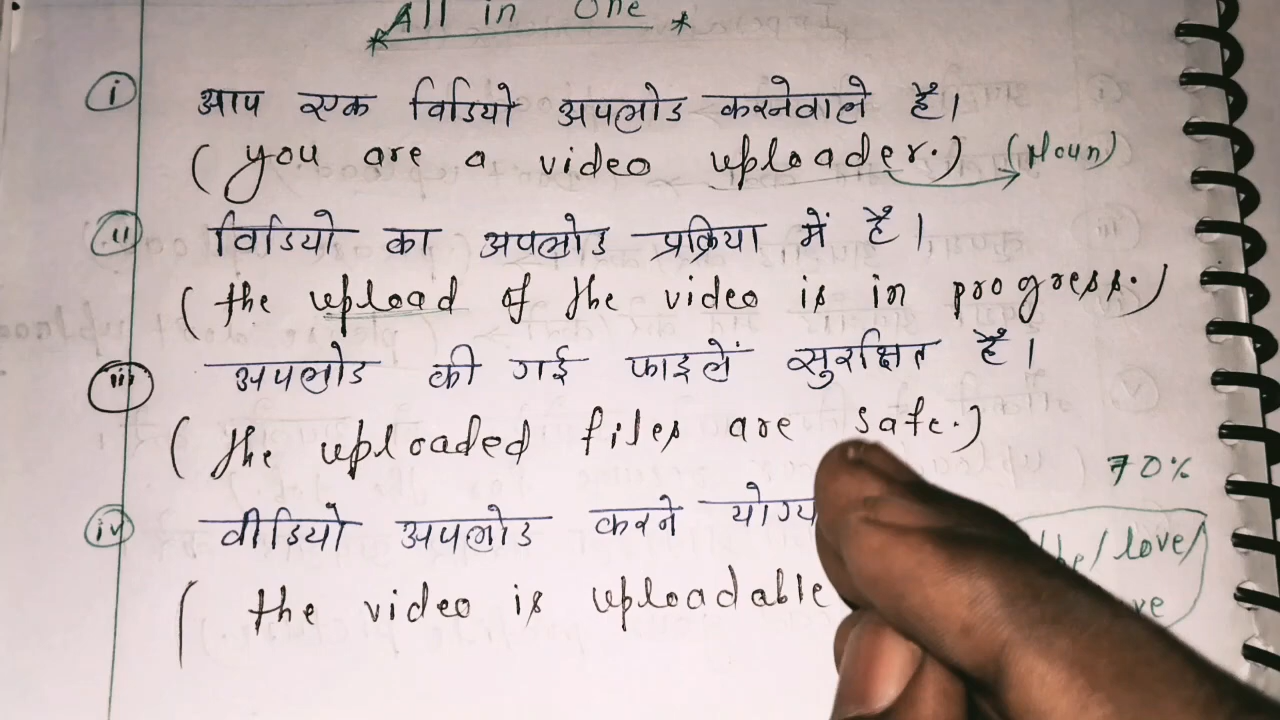 * All in One *
(i) आप एक विडियो अपलोड करनेवाले हैं।
(you are a video uploader.) (Noun)
(ii) विडियो का अपलोड प्रक्रिया में है।
(the upload of the video is in progress.)
(iii) अपलोड की गई फाइलें सुरक्षित हैं।
(the uploaded files are safe.)
70%
(iv) वीडियो अपलोड करने योग्य
love/
(the video is uploadable